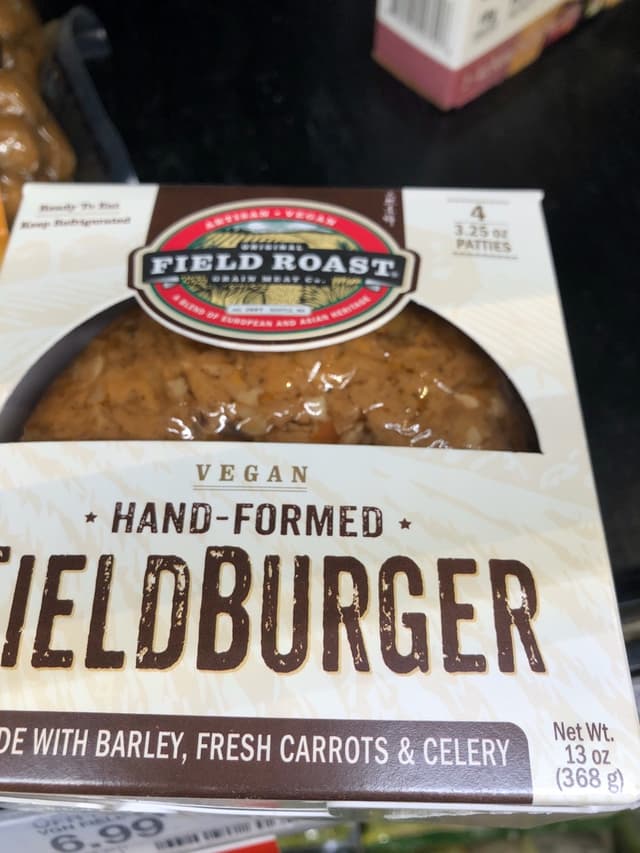 Ready To Eat
Keep Refrigerated
ARTISAN • VEGAN
ORIGINAL
FIELD ROAST
GRAIN MEAT Co.
A BLEND OF EUROPEAN AND ASIAN HERITAGE
4
3.25 oz
PATTIES
VEGAN
★ HAND-FORMED ★
IELDBURGER
DE WITH BARLEY, FRESH CARROTS & CELERY
Net Wt.
13 oz
(368 g)
6.99